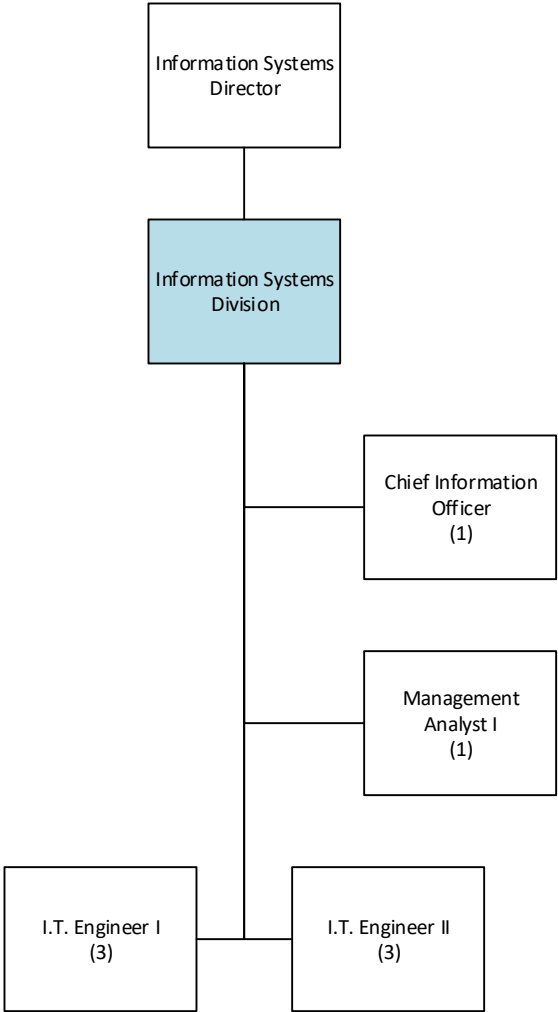 Information Systems
Director
Information Systems
Division
Chief Information
Officer
(1)
Management
Analyst I
(1)
I.T. Engineer I
(3)
I.T. Engineer II
(3)